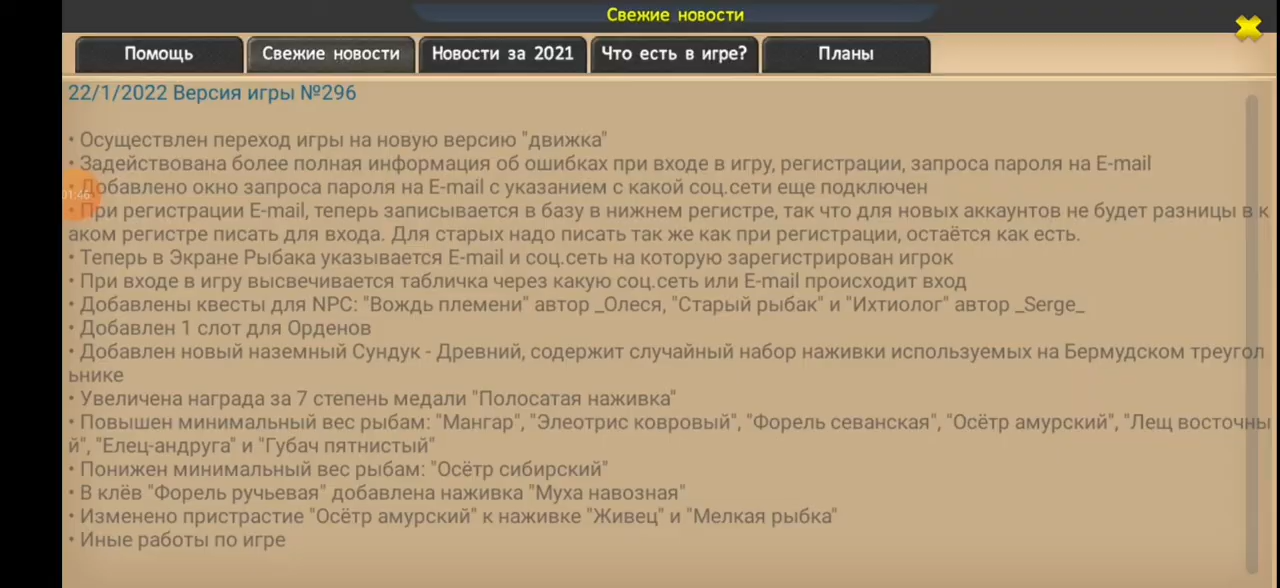 Свежие новости
Помощь
Свежие новости
Новости за 2021
Что есть в игре?
Планы
22/1/2022 Версия игры №296
• Осуществлен переход игры на новую версию "движка"
• Задействована более полная информация об ошибках при входе в игру, регистрации, запроса пароля на E-mail
• Добавлено окно запроса пароля на E-mail с указанием с какой соц.сети еще подключен
01:46
• При регистрации E-mail, теперь записывается в базу в нижнем регистре, так что для новых аккаунтов не будет разницы в к
аком регистре писать для входа. Для старых надо писать так же как при регистрации, остаётся как есть.
• Теперь в Экране Рыбака указывается E-mail и соц.сеть на которую зарегистрирован игрок
• При входе в игру высвечивается табличка через какую соц.сеть или E-mail происходит вход
• Добавлены квесты для NPC: "Вождь племени" автор _Олеся, "Старый рыбак" и "Ихтиолог" автор _Serge_
• Добавлен 1 слот для Орденов
• Добавлен новый наземный Сундук - Древний, содержит случайный набор наживки используемых на Бермудском треугол
ьнике
• Увеличена награда за 7 степень медали "Полосатая наживка"
• Повышен минимальный вес рыбам: "Мангар", "Элеотрис ковровый", "Форель севанская", "Осётр амурский", "Лещ восточны
й", "Елец-андруга" и "Губач пятнистый"
• Понижен минимальный вес рыбам: "Осётр сибирский"
• В клёв "Форель ручьевая" добавлена наживка "Муха навозная"
• Изменено пристрастие "Осётр амурский" к наживке "Живец" и "Мелкая рыбка"
• Иные работы по игре